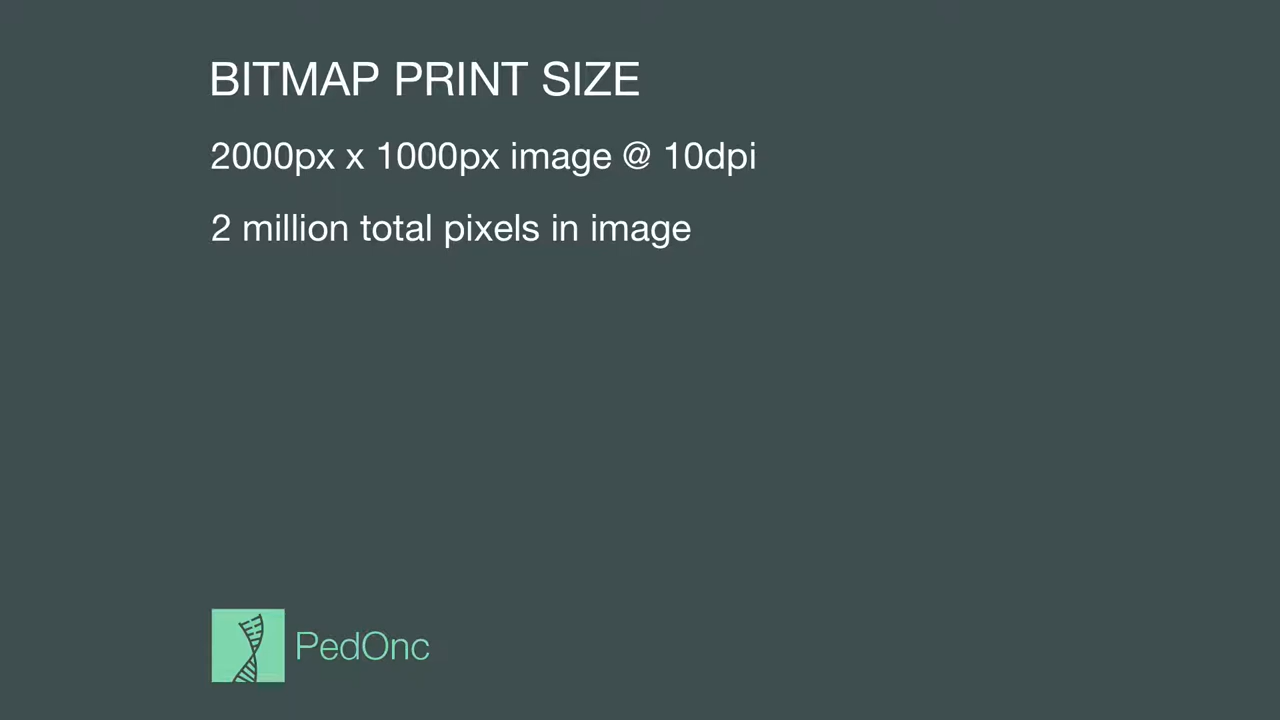 BITMAP PRINT SIZE
2000px x 1000px image @ 10dpi
2 million total pixels in image
PedOnc